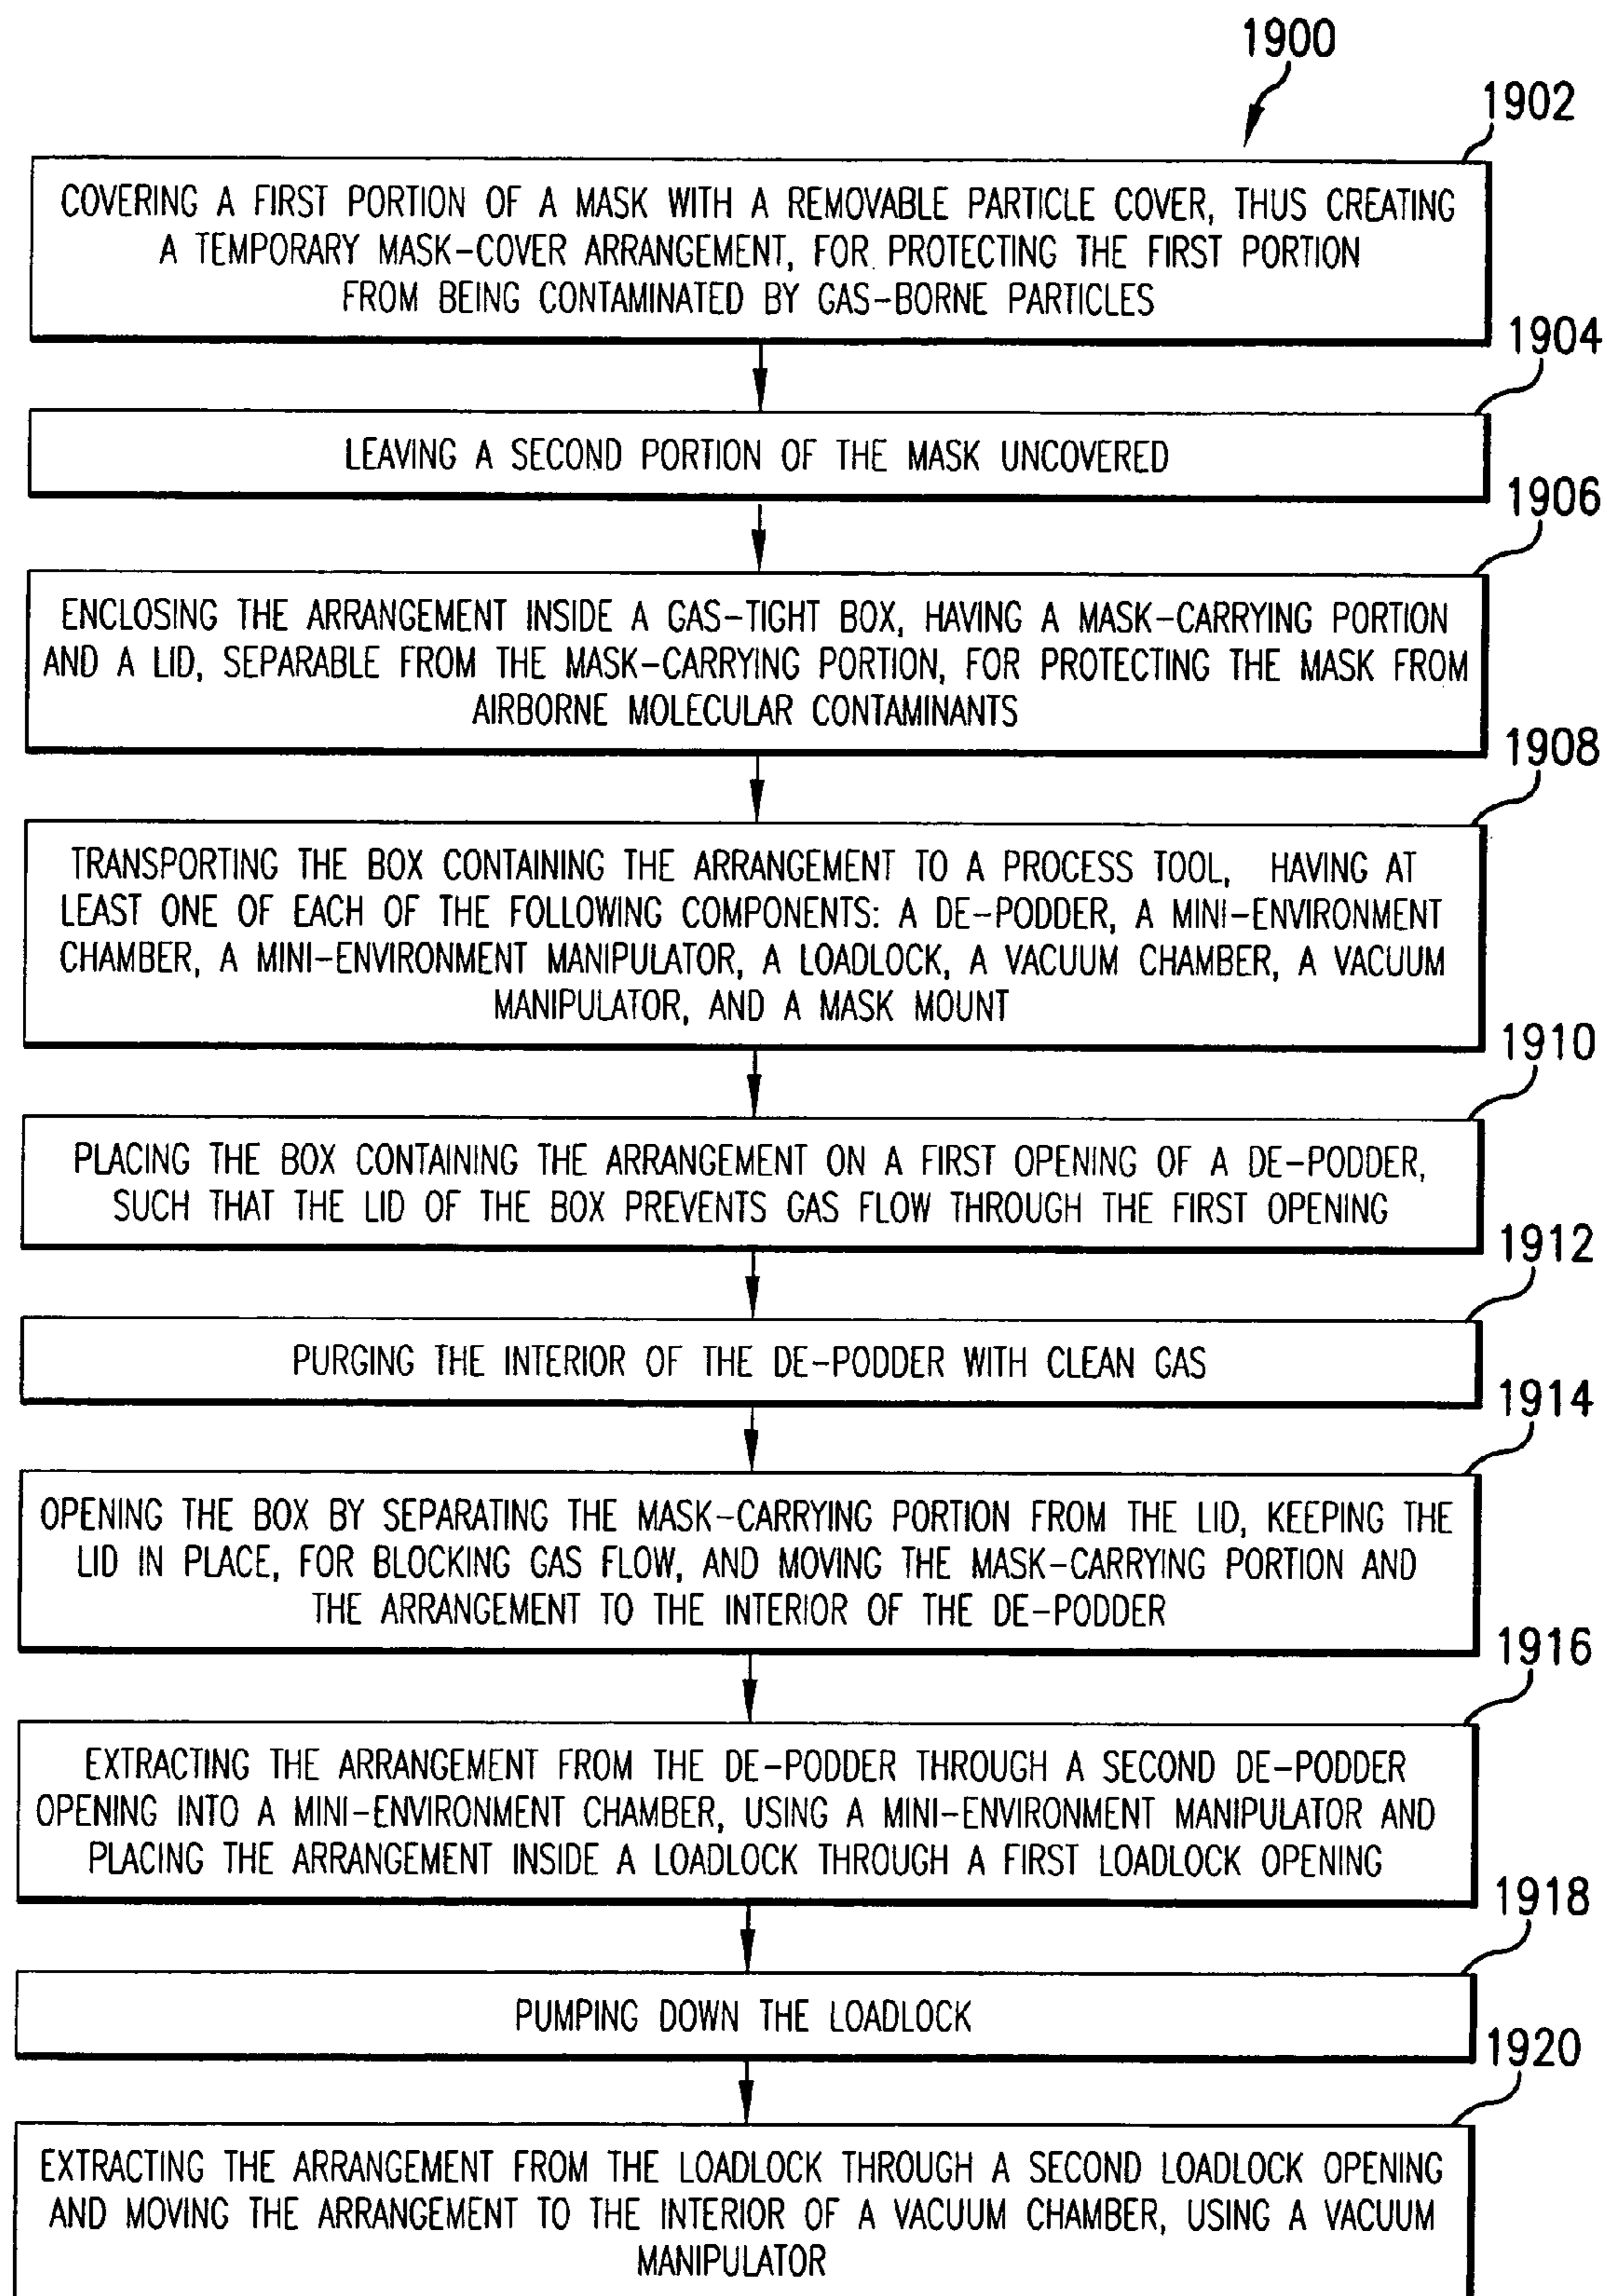 1900
1902
COVERING A FIRST PORTION OF A MASK WITH A REMOVABLE PARTICLE COVER, THUS CREATING
A TEMPORARY MASK-COVER ARRANGEMENT, FOR PROTECTING THE FIRST PORTION
FROM BEING CONTAMINATED BY GAS-BORNE PARTICLES
1904
LEAVING A SECOND PORTION OF THE MASK UNCOVERED
1906
ENCLOSING THE ARRANGEMENT INSIDE A GAS-TIGHT BOX, HAVING A MASK-CARRYING PORTION
AND A LID, SEPARABLE FROM THE MASK-CARRYING PORTION, FOR PROTECTING THE MASK FROM
AIRBORNE MOLECULAR CONTAMINANTS
1908
TRANSPORTING THE BOX CONTAINING THE ARRANGEMENT TO A PROCESS TOOL, HAVING AT
LEAST ONE OF EACH OF THE FOLLOWING COMPONENTS: A DE-PODDER, A MINI-ENVIRONMENT
CHAMBER, A MINI-ENVIRONMENT MANIPULATOR, A LOADLOCK, A VACUUM CHAMBER, A VACUUM
MANIPULATOR, AND A MASK MOUNT
1910
PLACING THE BOX CONTAINING THE ARRANGEMENT ON A FIRST OPENING OF A DE-PODDER,
SUCH THAT THE LID OF THE BOX PREVENTS GAS FLOW THROUGH THE FIRST OPENING
1912
PURGING THE INTERIOR OF THE DE-PODDER WITH CLEAN GAS
1914
OPENING THE BOX BY SEPARATING THE MASK-CARRYING PORTION FROM THE LID, KEEPING THE
LID IN PLACE, FOR BLOCKING GAS FLOW, AND MOVING THE MASK-CARRYING PORTION AND
THE ARRANGEMENT TO THE INTERIOR OF THE DE-PODDER
1916
EXTRACTING THE ARRANGEMENT FROM THE DE-PODDER THROUGH A SECOND DE-PODDER
OPENING INTO A MINI-ENVIRONMENT CHAMBER, USING A MINI-ENVIRONMENT MANIPULATOR AND
PLACING THE ARRANGEMENT INSIDE A LOADLOCK THROUGH A FIRST LOADLOCK OPENING
1918
PUMPING DOWN THE LOADLOCK
1920
EXTRACTING THE ARRANGEMENT FROM THE LOADLOCK THROUGH A SECOND LOADLOCK OPENING
AND MOVING THE ARRANGEMENT TO THE INTERIOR OF A VACUUM CHAMBER, USING A VACUUM
MANIPULATOR